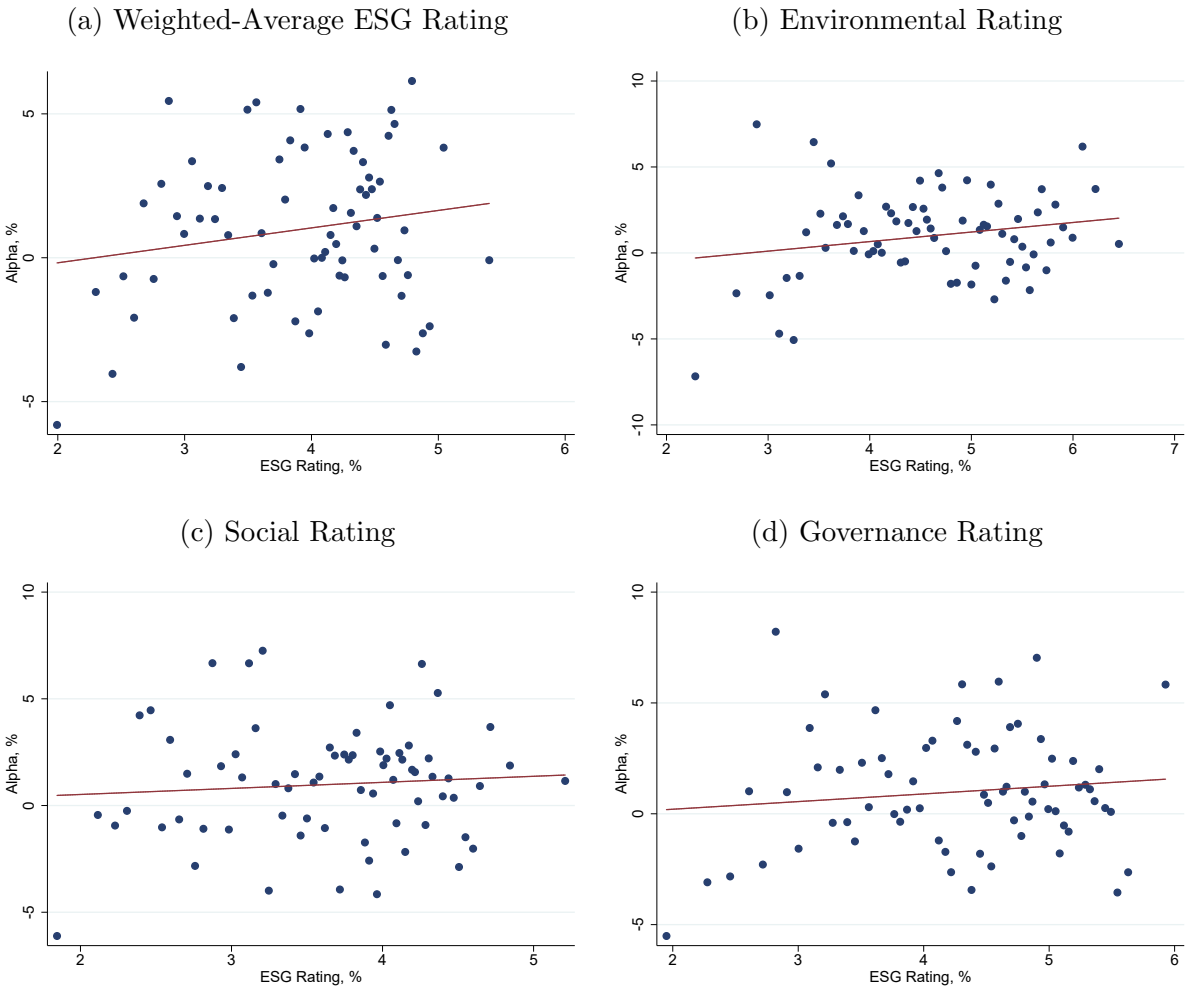 (a) Weighted-Average ESG Rating
5
0
-5
Alpha, %
2 3 4 5 6
ESG Rating, %
(b) Environmental Rating
10
5
0
-5
-10
Alpha, %
2 3 4 5 6 7
ESG Rating, %
(c) Social Rating
10
5
0
-5
Alpha, %
2 3 4 5
ESG Rating, %
(d) Governance Rating
10
5
0
-5
Alpha, %
2 3 4 5 6
ESG Rating, %